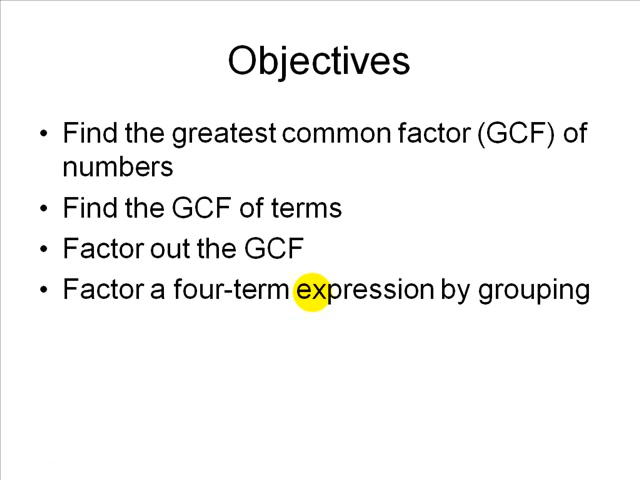 Objectives
• Find the greatest common factor (GCF) of
numbers
• Find the GCF of terms
• Factor out the GCF
• Factor a four-term expression by grouping